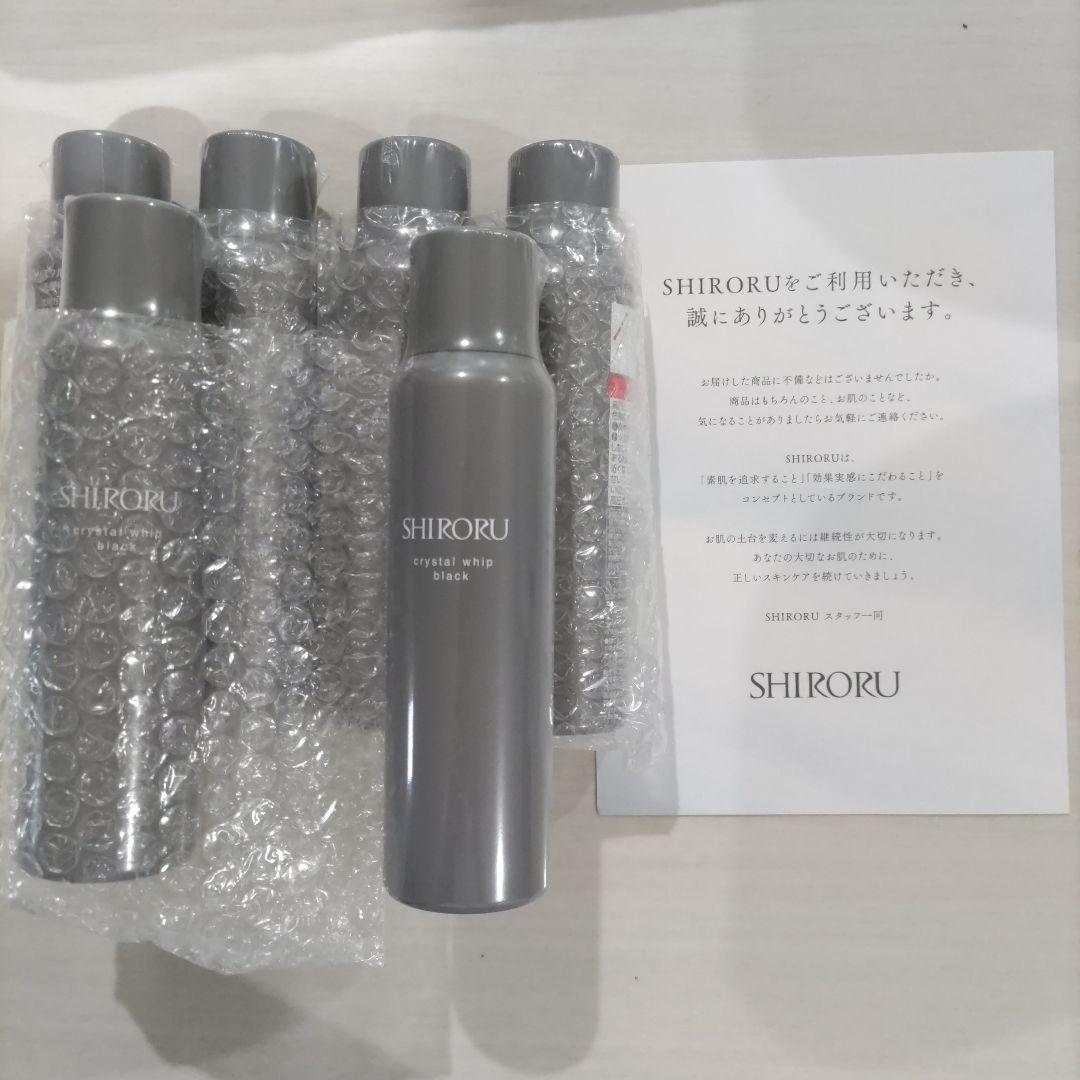 SHIRORU
crystal whip
black
SHIRORU
crystal whip
black
SHIRORUをご利用いただき、
誠にありがとうございます。
お届けした商品に不備などはございませんでしたか。
商品はもちろんのこと、お肌のことなど、
気になることがありましたらお気軽にご連絡ください。
SHIRORUは、
「素肌を追求すること」「効果実感にこだわること」を
コンセプトとしているブランドです。
お肌の土台を変えるには継続性が大切になります。
あなたの大切なお肌のために、
正しいスキンケアを続けていきましょう。
SHIRORU スタッフ一同
SHIRORU